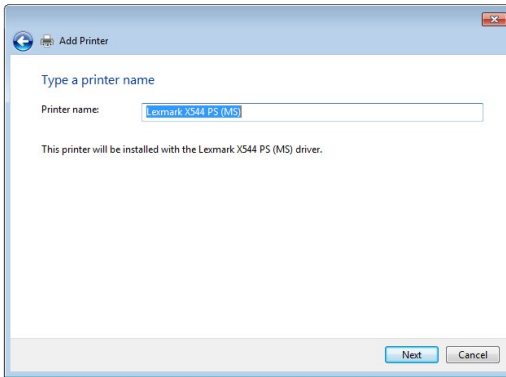 Add Printer
Type a printer name
Printer name: Lexmark X544 PS (MS)
This printer will be installed with the Lexmark X544 PS (MS) driver.
Next Cancel